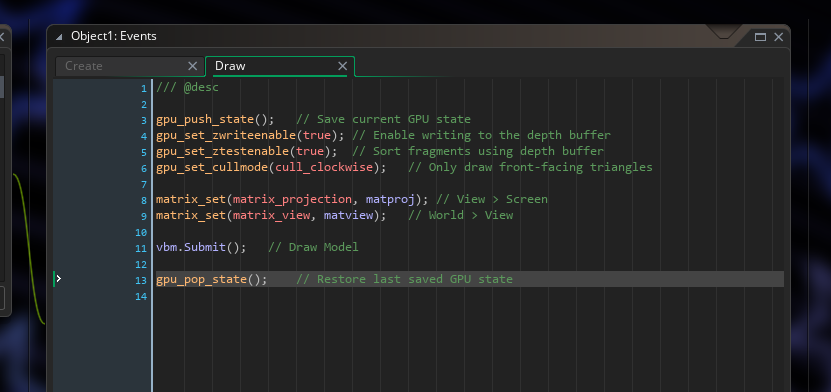 Object1: Events
Create
Draw
1 /// @desc
2
3 gpu_push_state();   // Save current GPU state
4 gpu_set_zwriteenable(true); // Enable writing to the depth buffer
5 gpu_set_ztestenable(true);  // Sort fragments using depth buffer
6 gpu_set_cullmode(cull_clockwise);   // Only draw front-facing triangles
7
8 matrix_set(matrix_projection, matproj); // View > Screen
9 matrix_set(matrix_view, matview);   // World > View
10
11 vbm.Submit();   // Draw Model
12
13 gpu_pop_state();    // Restore last saved GPU state
14